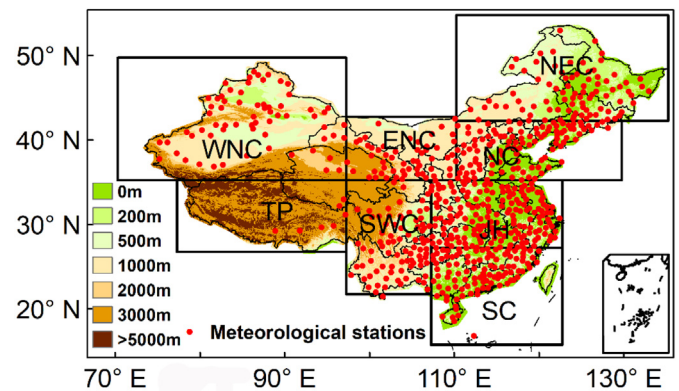 50° N
40° N
30° N
20° N
NEC
WNC
ENC
NC
TP
SWC
JH
SC
0m
200m
500m
1000m
2000m
3000m
>5000m
Meteorological stations
70° E
90° E
110° E
130° E